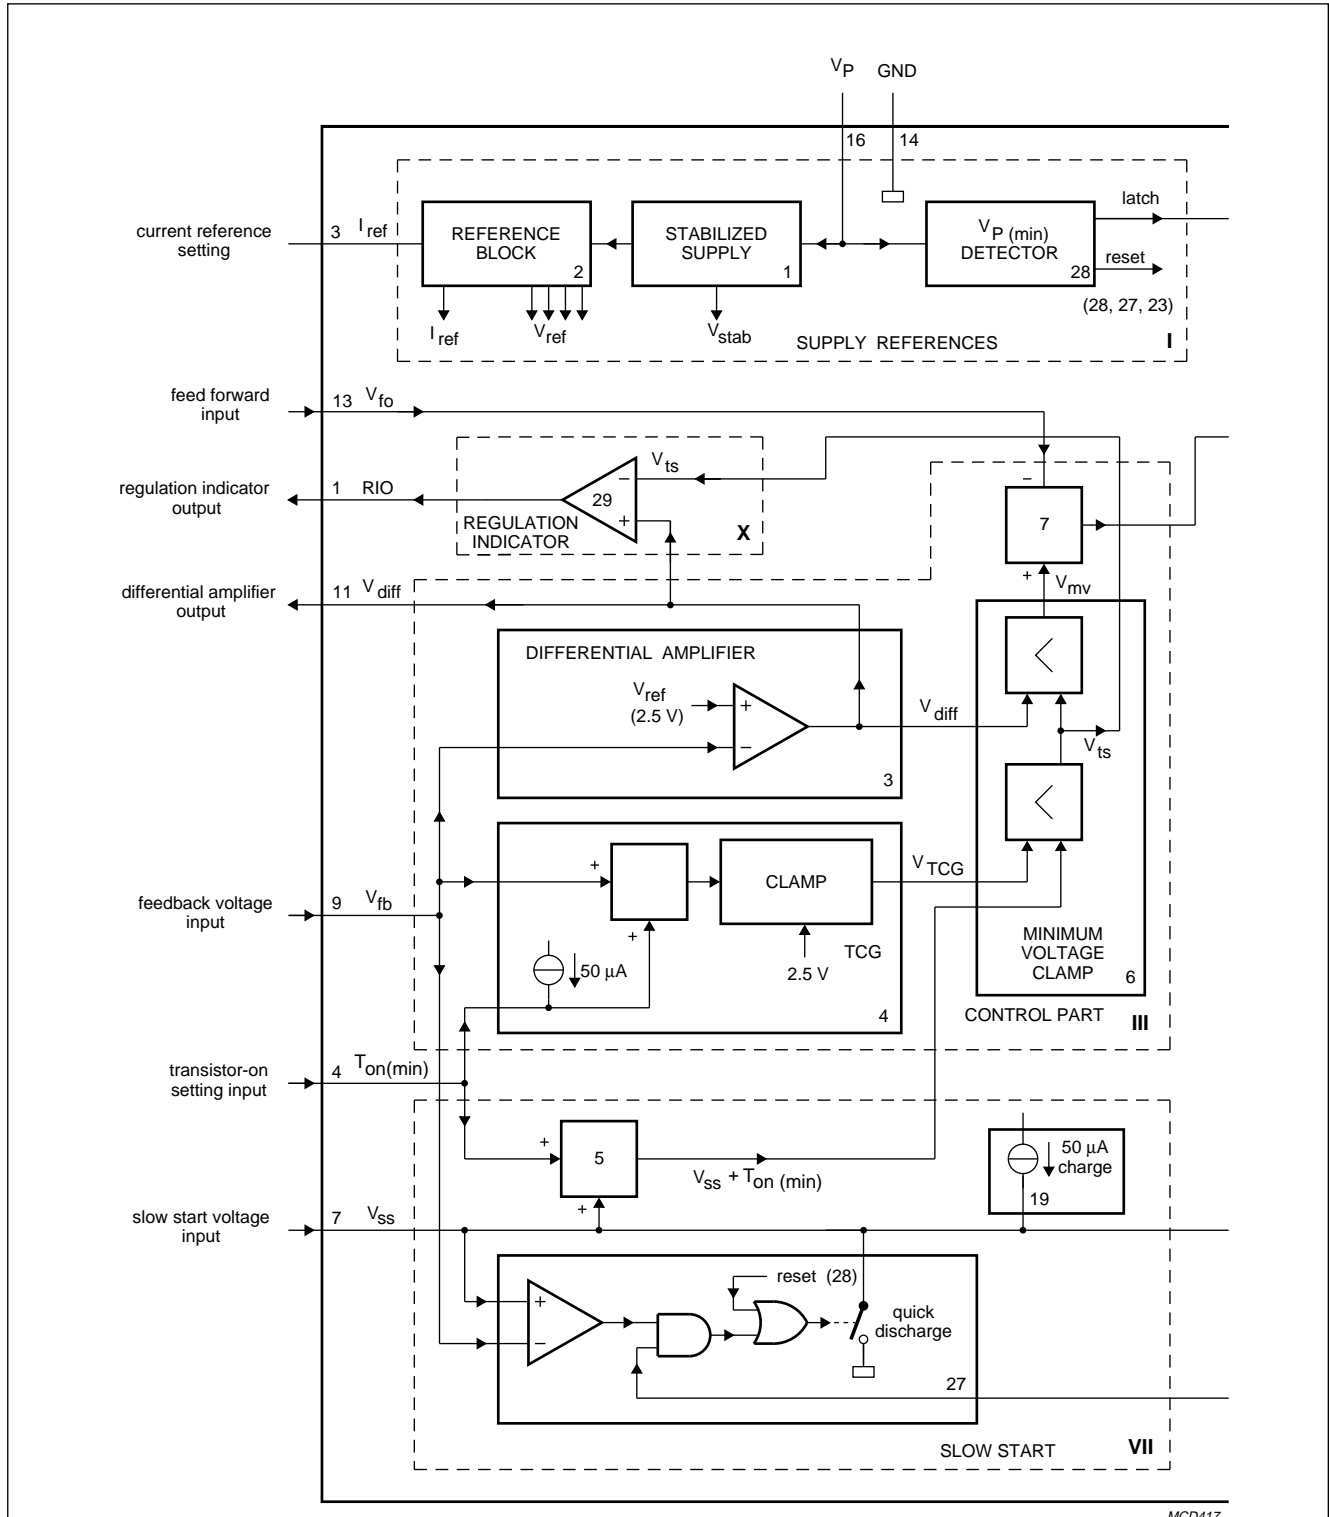 VP GND
16 14
latch
current reference
setting
3 Iref
REFERENCE
BLOCK
2
STABILIZED
SUPPLY
1
VP (min)
DETECTOR
28
reset
(28, 27, 23)
Iref
Vref
Vstab
SUPPLY REFERENCES
I
feed forward
input
13 Vfo
Vts
−
29
+
regulation indicator
output
1 RIO
REGULATION
INDICATOR
X
−
7
+
Vmv
differential amplifier
output
11 Vdiff
DIFFERENTIAL AMPLIFIER
Vref
(2.5 V)
+
−
3
Vdiff
<
Vts
<
+
CLAMP
VTCG
feedback voltage
input
9 Vfb
+
50 μA
2.5 V
TCG
4
MINIMUM
VOLTAGE
CLAMP
6
CONTROL PART
III
transistor-on
setting input
4 Ton(min)
+
5
+
Vss + Ton (min)
50 μA
charge
19
slow start voltage
input
7 Vss
reset (28)
+
−
quick
discharge
27
SLOW START
VII
MCD417